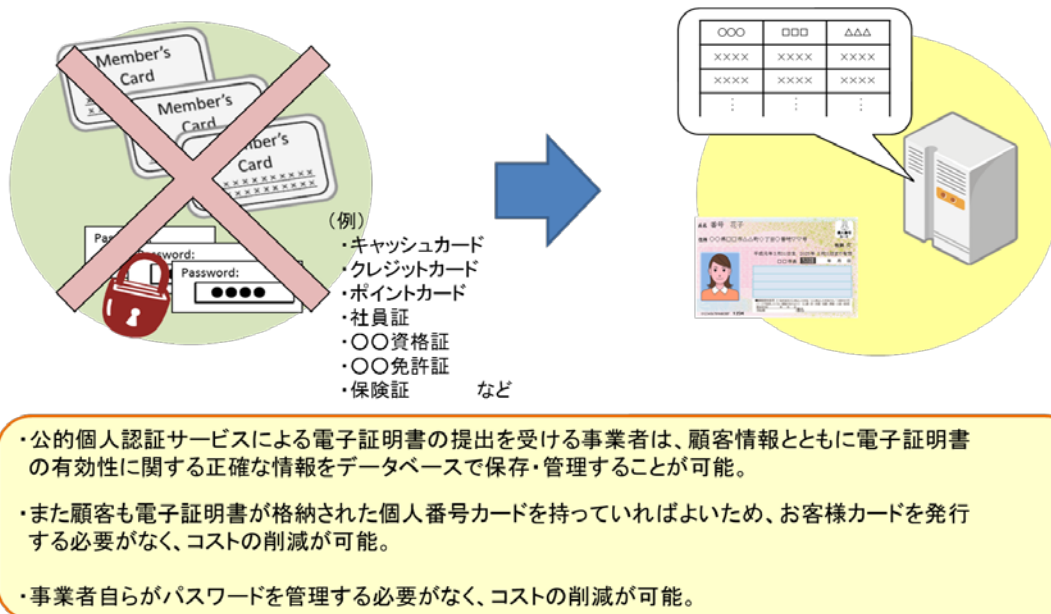 Member's
Card
Member's
Card
Card
×××××××××
××××××××××
Password:
●●●●
(例)
・キャッシュカード
・クレジットカード
・ポイントカード
・社員証
・〇〇資格証
・〇〇免許証
・保険証　　　など
○○○ □□□ △△△
×××× ×××× ××××
×××× ×××× ××××
⋮ ⋮ ⋮
番号 花子
・公的個人認証サービスによる電子証明書の提出を受ける事業者は、顧客情報とともに電子証明書
の有効性に関する正確な情報をデータベースで保存・管理することが可能。
・また顧客も電子証明書が格納された個人番号カードを持っていればよいため、お客様カードを発行
する必要がなく、コストの削減が可能。
・事業者自らがパスワードを管理する必要がなく、コストの削減が可能。